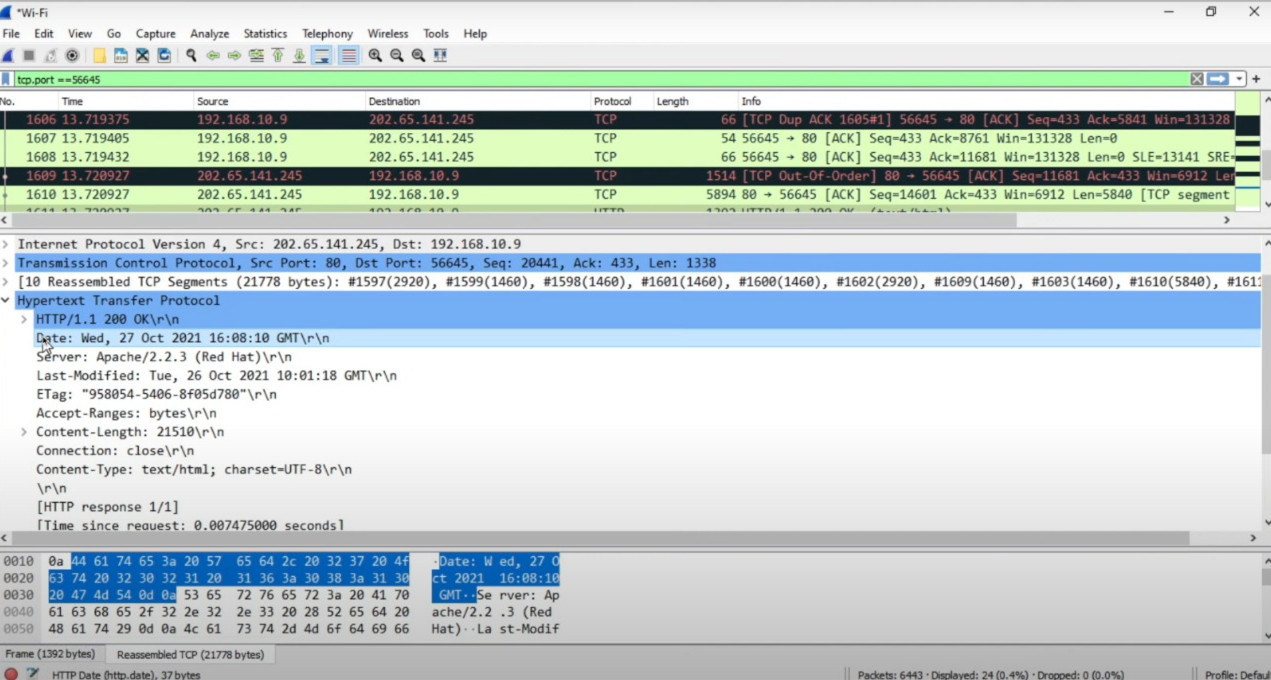 *Wi-Fi
File Edit View Go Capture Analyze Statistics Telephony Wireless Tools Help
tcp.port ==56645
No. Time Source Destination Protocol Length Info
1606 13.719375 192.168.10.9 202.65.141.245 TCP 66 [TCP Dup ACK 1605#1] 56645 → 80 [ACK] Seq=433 Ack=5841 Win=131328
1607 13.719405 192.168.10.9 202.65.141.245 TCP 54 56645 → 80 [ACK] Seq=433 Ack=8761 Win=131328 Len=0
1608 13.719432 192.168.10.9 202.65.141.245 TCP 66 56645 → 80 [ACK] Seq=433 Ack=11681 Win=131328 Len=0 SLE=13141 SRE=
1609 13.720927 202.65.141.245 192.168.10.9 TCP 1514 [TCP Out-Of-Order] 80 → 56645 [ACK] Seq=11681 Ack=433 Win=6912 Len
1610 13.720927 202.65.141.245 192.168.10.9 TCP 5894 80 → 56645 [ACK] Seq=14601 Ack=433 Win=6912 Len=5840 [TCP segment
Internet Protocol Version 4, Src: 202.65.141.245, Dst: 192.168.10.9
Transmission Control Protocol, Src Port: 80, Dst Port: 56645, Seq: 20441, Ack: 433, Len: 1338
[10 Reassembled TCP Segments (21778 bytes): #1597(2920), #1599(1460), #1598(1460), #1601(1460), #1600(1460), #1602(2920), #1609(1460), #1603(1460), #1610(5840), #1611
Hypertext Transfer Protocol
HTTP/1.1 200 OK\r\n
Date: Wed, 27 Oct 2021 16:08:10 GMT\r\n
Server: Apache/2.2.3 (Red Hat)\r\n
Last-Modified: Tue, 26 Oct 2021 10:01:18 GMT\r\n
ETag: "958054-5406-8f05d780"\r\n
Accept-Ranges: bytes\r\n
Content-Length: 21510\r\n
Connection: close\r\n
Content-Type: text/html; charset=UTF-8\r\n
\r\n
[HTTP response 1/1]
[Time since request: 0.007475000 seconds]
0010 0a 44 61 74 65 3a 20 57 65 64 2c 20 32 37 20 4f ·Date: W ed, 27 O
0020 63 74 20 32 30 32 31 20 31 36 3a 30 38 3a 31 30 ct 2021 16:08:10
0030 20 47 4d 54 0d 0a 53 65 72 76 65 72 3a 20 41 70 GMT··Se rver: Ap
0040 61 63 68 65 2f 32 2e 32 2e 33 20 28 52 65 64 20 ache/2.2 .3 (Red
0050 48 61 74 29 0d 0a 4c 61 73 74 2d 4d 6f 64 69 66 Hat)··La st-Modif
Frame (1392 bytes) Reassembled TCP (21778 bytes)
HTTP Date (http.date), 37 bytes Packets: 6443 · Displayed: 24 (0.4%) · Dropped: 0 (0.0%) Profile: Defaul